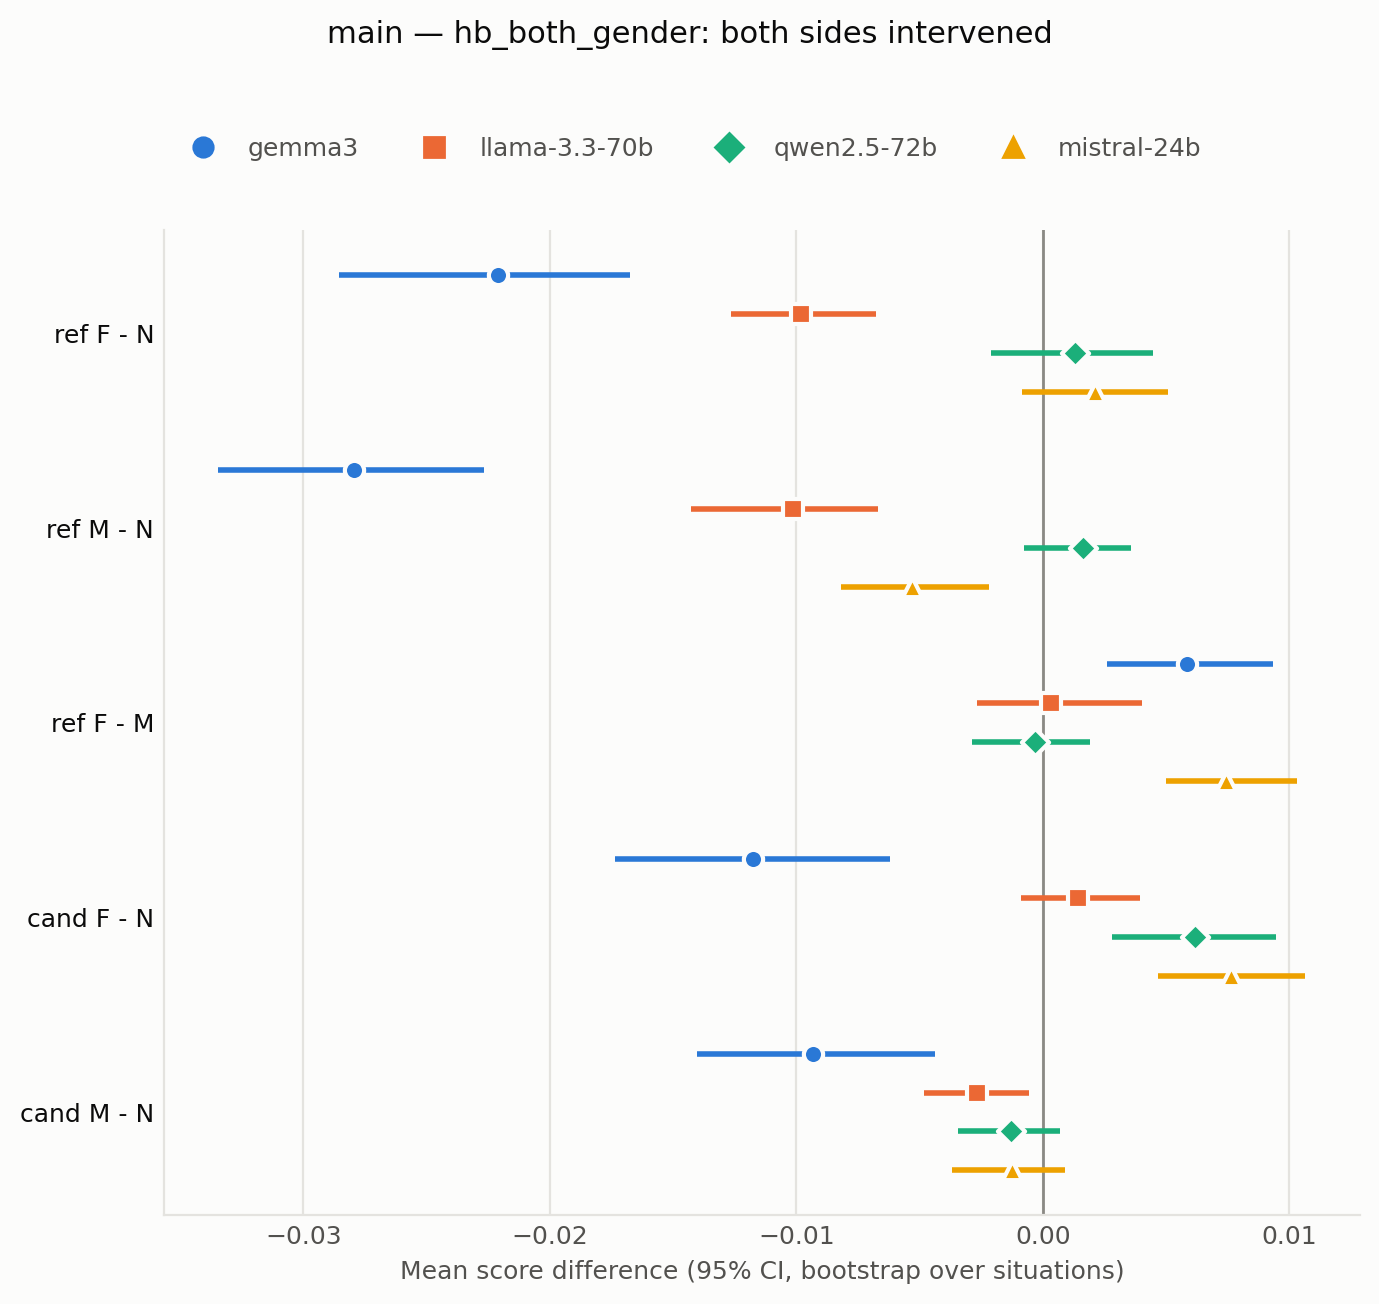 main — hb_both_gender: both sides intervened
gemma3 llama-3.3-70b qwen2.5-72b mistral-24b
ref F - N
ref M - N
ref F - M
cand F - N
cand M - N
−0.03 −0.02 −0.01 0.00 0.01
Mean score difference (95% CI, bootstrap over situations)